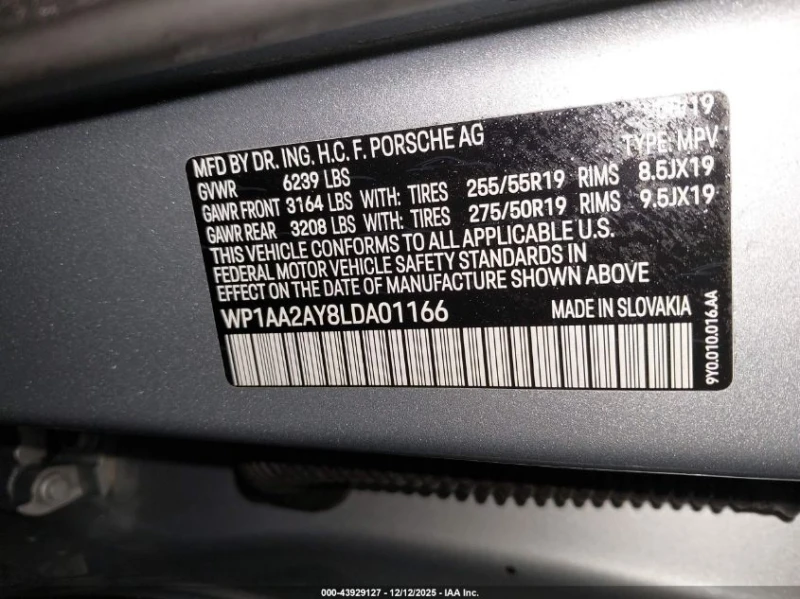 /19
MFD BY DR. ING. H.C. F. PORSCHE AG TYPE: MPV
GVWR 6239 LBS
GAWR FRONT 3164 LBS WITH: TIRES 255/55R19 RIMS 8.5JX19
GAWR REAR 3208 LBS WITH: TIRES 275/50R19 RIMS 9.5JX19
THIS VEHICLE CONFORMS TO ALL APPLICABLE U.S.
FEDERAL MOTOR VEHICLE SAFETY STANDARDS IN
EFFECT ON THE DATE OF MANUFACTURE SHOWN ABOVE
WP1AA2AY8LDA01166 MADE IN SLOVAKIA
9Y0.010.016.AA
000-43929127 - 12/12/2025 - IAA Inc.